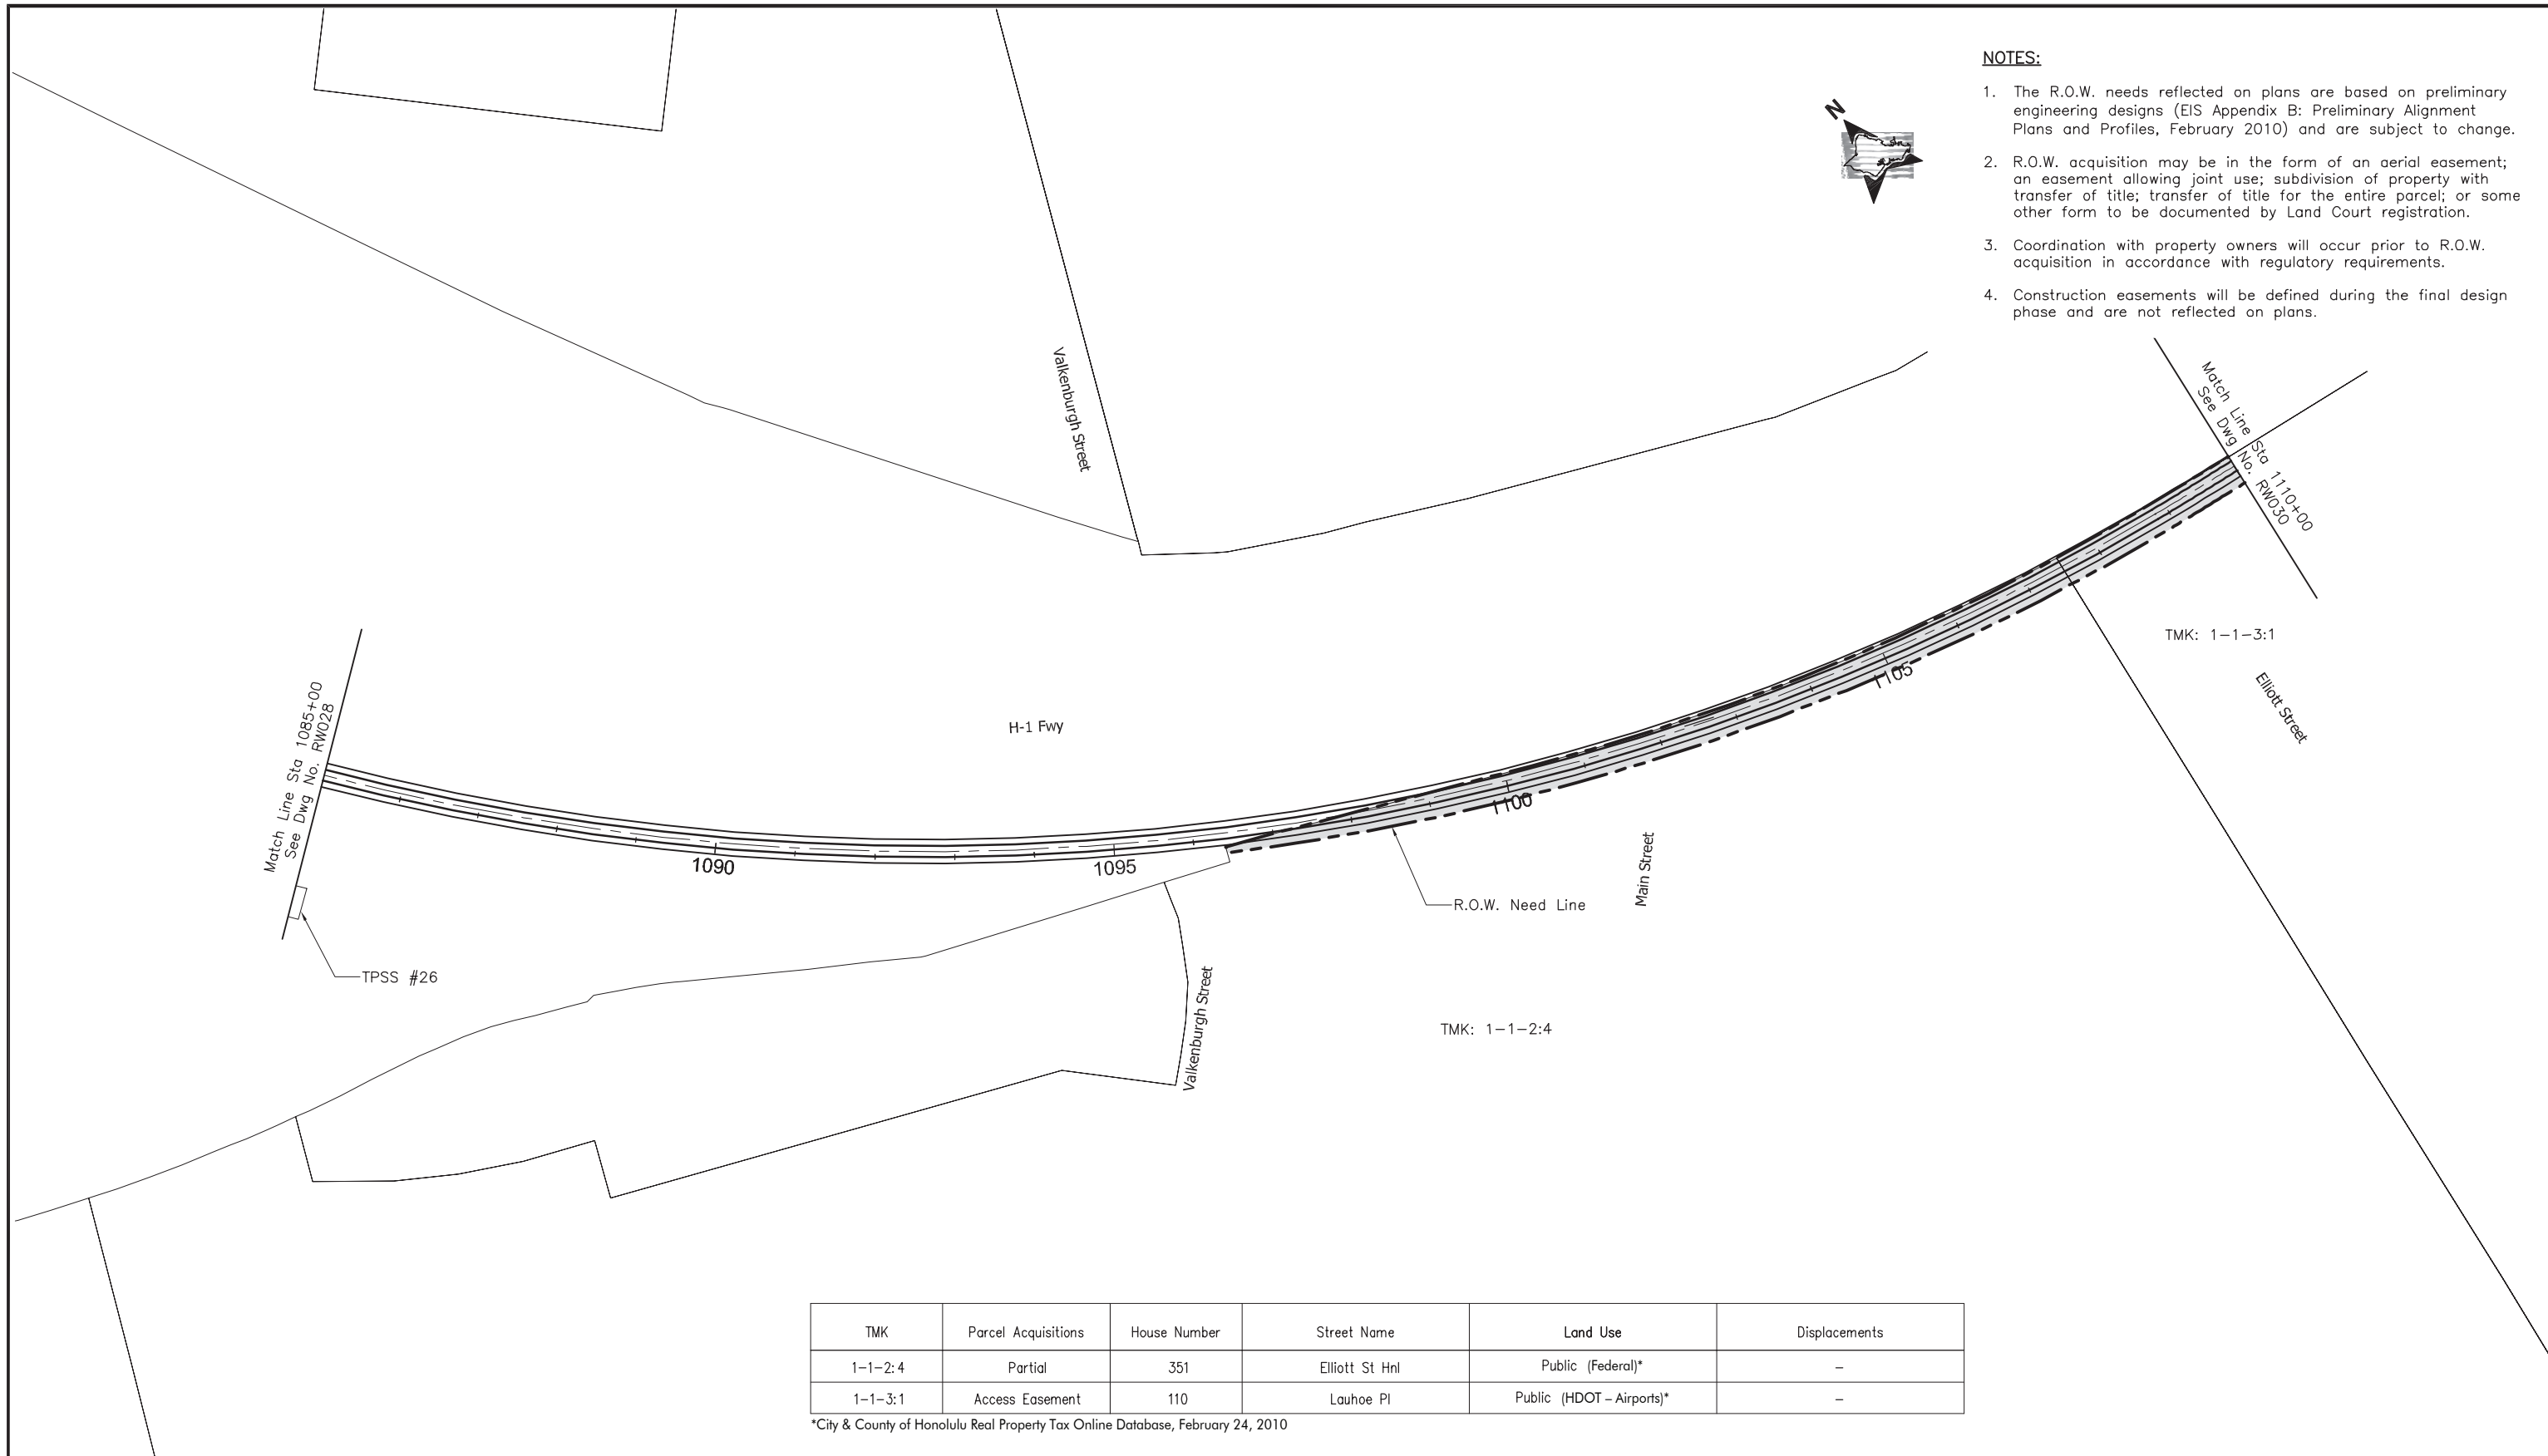 NOTES:
1. The R.O.W. needs reflected on plans are based on preliminary
engineering designs (EIS Appendix B: Preliminary Alignment
Plans and Profiles, February 2010) and are subject to change.
2. R.O.W. acquisition may be in the form of an aerial easement;
an easement allowing joint use; subdivision of property with
transfer of title; transfer of title for the entire parcel; or some
other form to be documented by Land Court registration.
3. Coordination with property owners will occur prior to R.O.W.
acquisition in accordance with regulatory requirements.
4. Construction easements will be defined during the final design
phase and are not reflected on plans.
N
Valkenburgh Street
Match Line Sta 1110+00
See Dwg No. RW030
TMK: 1-1-3:1
Elliott Street
1105
H-1 Fwy
Match Line Sta 1085+00
See Dwg No. RW028
1090
1095
1100
Main Street
R.O.W. Need Line
TPSS #26
Valkenburgh Street
TMK: 1-1-2:4
TMK Parcel Acquisitions House Number Street Name Land Use Displacements
1-1-2:4 Partial 351 Elliott St Hnl Public (Federal)* -
1-1-3:1 Access Easement 110 Lauhoe Pl Public (HDOT – Airports)* -
*City & County of Honolulu Real Property Tax Online Database, February 24, 2010